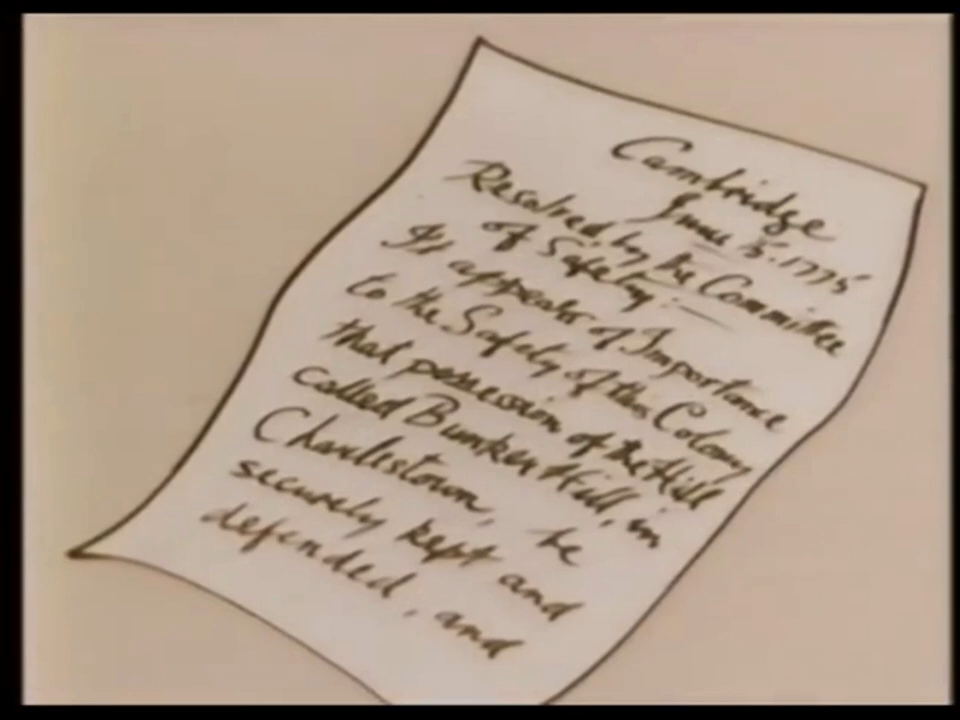 Cambridge
June 15. 1775
Resolved by the Committee
of Safety:—
It appears of Importance
to the Safety of this Colony
that possession of the Hill
called Bunker Hill, in
Charlestown, be
securely kept and
defended, and